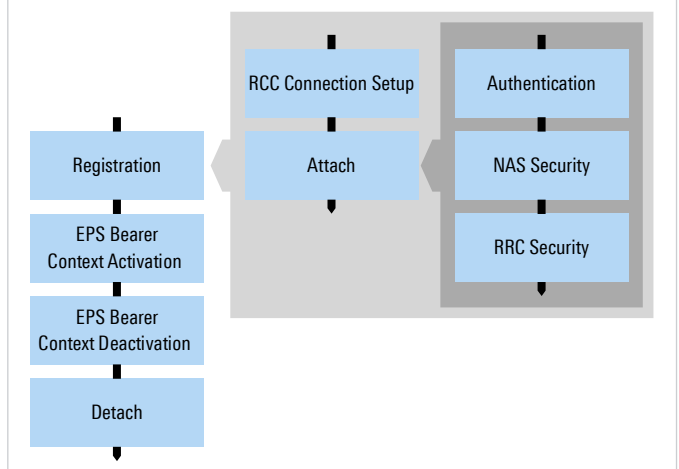 RCC Connection Setup
Authentication
Registration
Attach
NAS Security
EPS Bearer
Context Activation
RRC Security
EPS Bearer
Context Deactivation
Detach